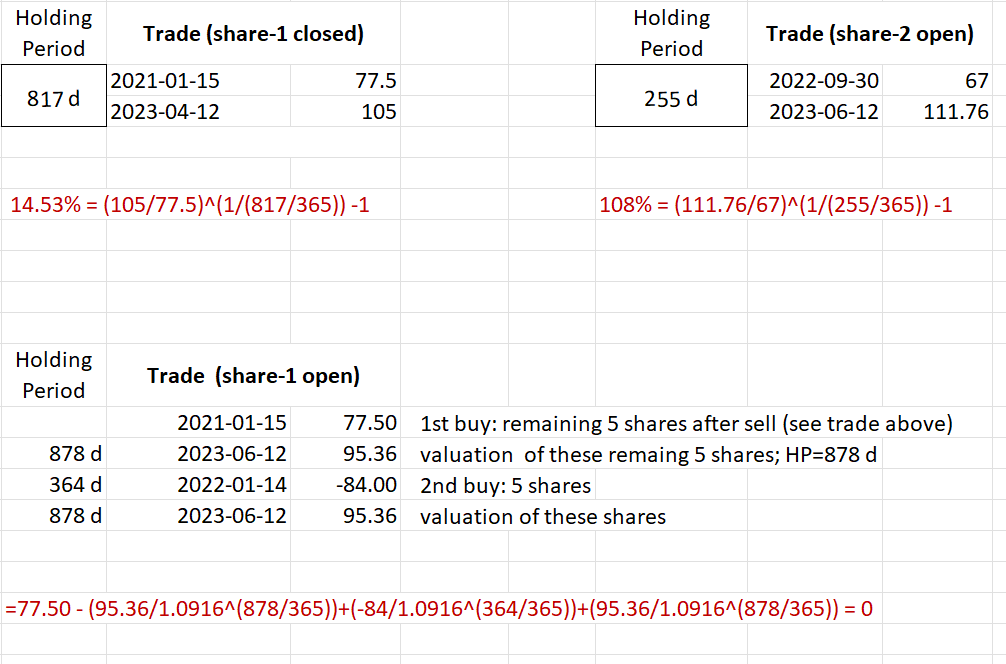 Holding Period Trade (share-1 closed) Holding Period Trade (share-2 open)
817 d 2021-01-15 77.5 255 d 2022-09-30 67
2023-04-12 105 2023-06-12 111.76
14.53% = (105/77.5)^(1/(817/365)) -1 108% = (111.76/67)^(1/(255/365)) -1
Holding Period Trade (share-1 open)
2021-01-15 77.50 1st buy: remaining 5 shares after sell (see trade above)
878 d 2023-06-12 95.36 valuation of these remaing 5 shares; HP=878 d
364 d 2022-01-14 -84.00 2nd buy: 5 shares
878 d 2023-06-12 95.36 valuation of these shares
=77.50 - (95.36/1.0916^(878/365))+(-84/1.0916^(364/365))+(95.36/1.0916^(878/365)) = 0